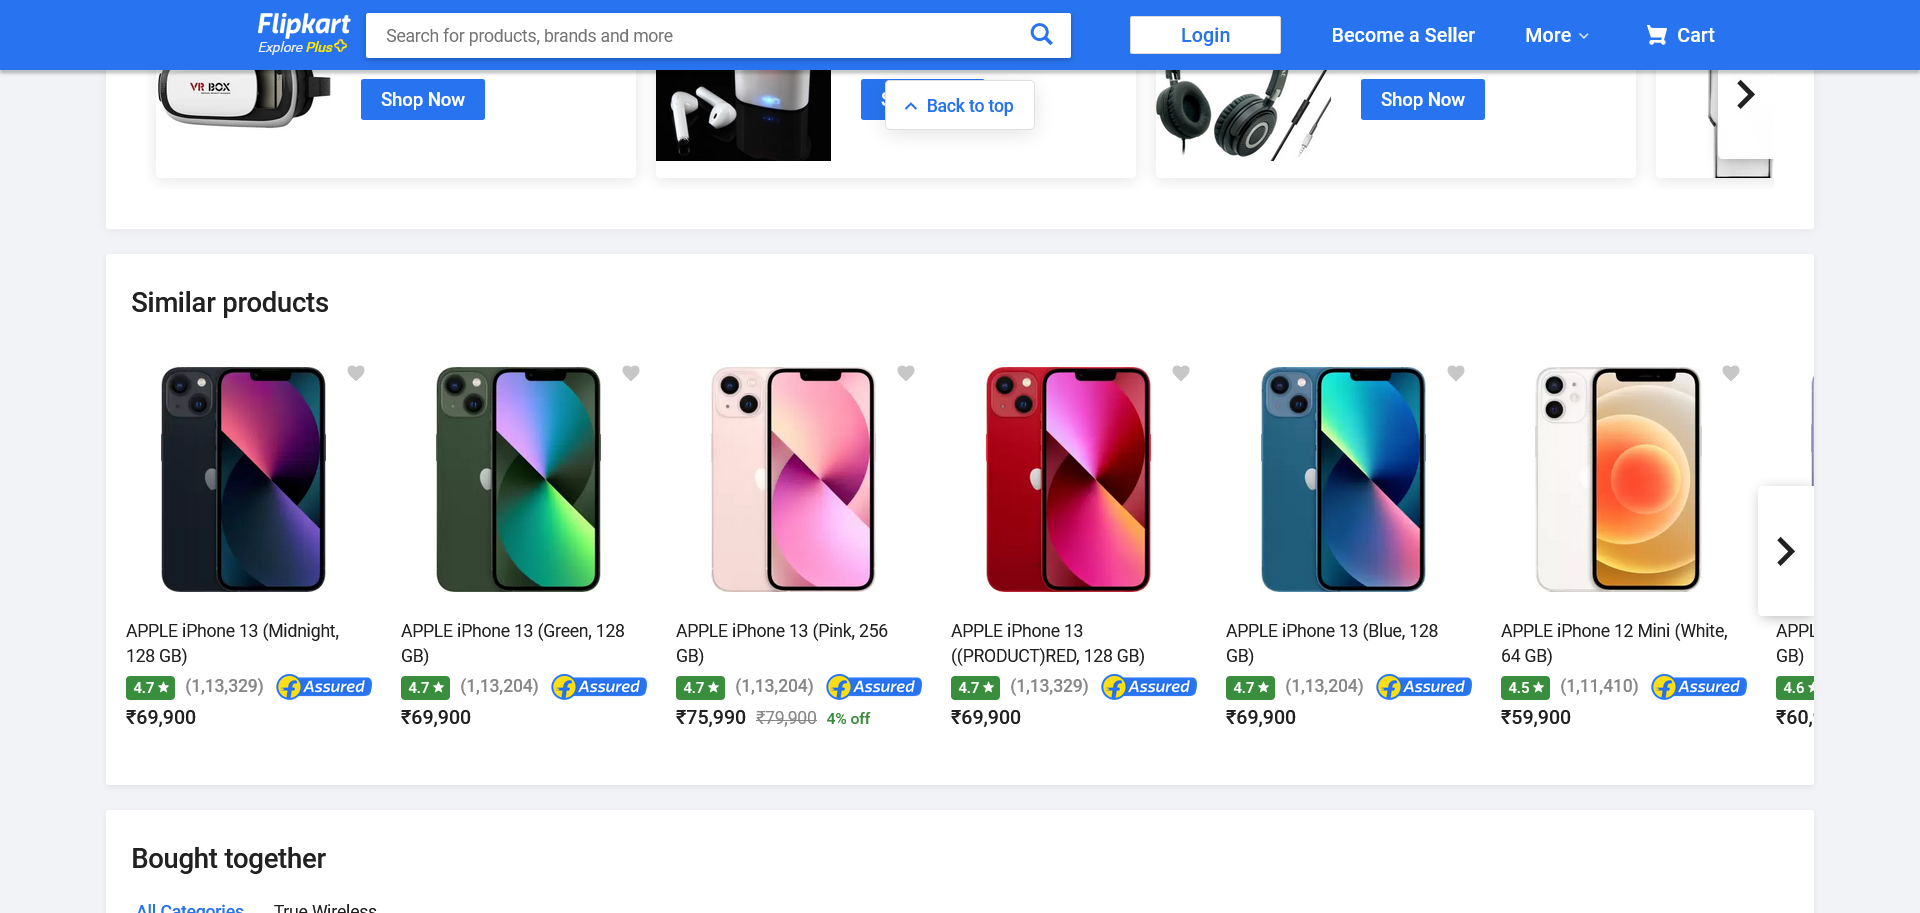 Flipkart
Explore Plus
Search for products, brands and more
Login
Become a Seller
More
Cart
VR BOX
Shop Now
Back to top
Shop Now
Similar products
APPLE iPhone 13 (Midnight,
128 GB)
4.7 ★ (1,13,329) Assured
₹69,900
APPLE iPhone 13 (Green, 128
GB)
4.7 ★ (1,13,204) Assured
₹69,900
APPLE iPhone 13 (Pink, 256
GB)
4.7 ★ (1,13,204) Assured
₹75,990 ₹79,900 4% off
APPLE iPhone 13
((PRODUCT)RED, 128 GB)
4.7 ★ (1,13,329) Assured
₹69,900
APPLE iPhone 13 (Blue, 128
GB)
4.7 ★ (1,13,204) Assured
₹69,900
APPLE iPhone 12 Mini (White,
64 GB)
4.5 ★ (1,11,410) Assured
₹59,900
APPL
GB)
4.6
₹60,
Bought together
All Categories
True Wireless